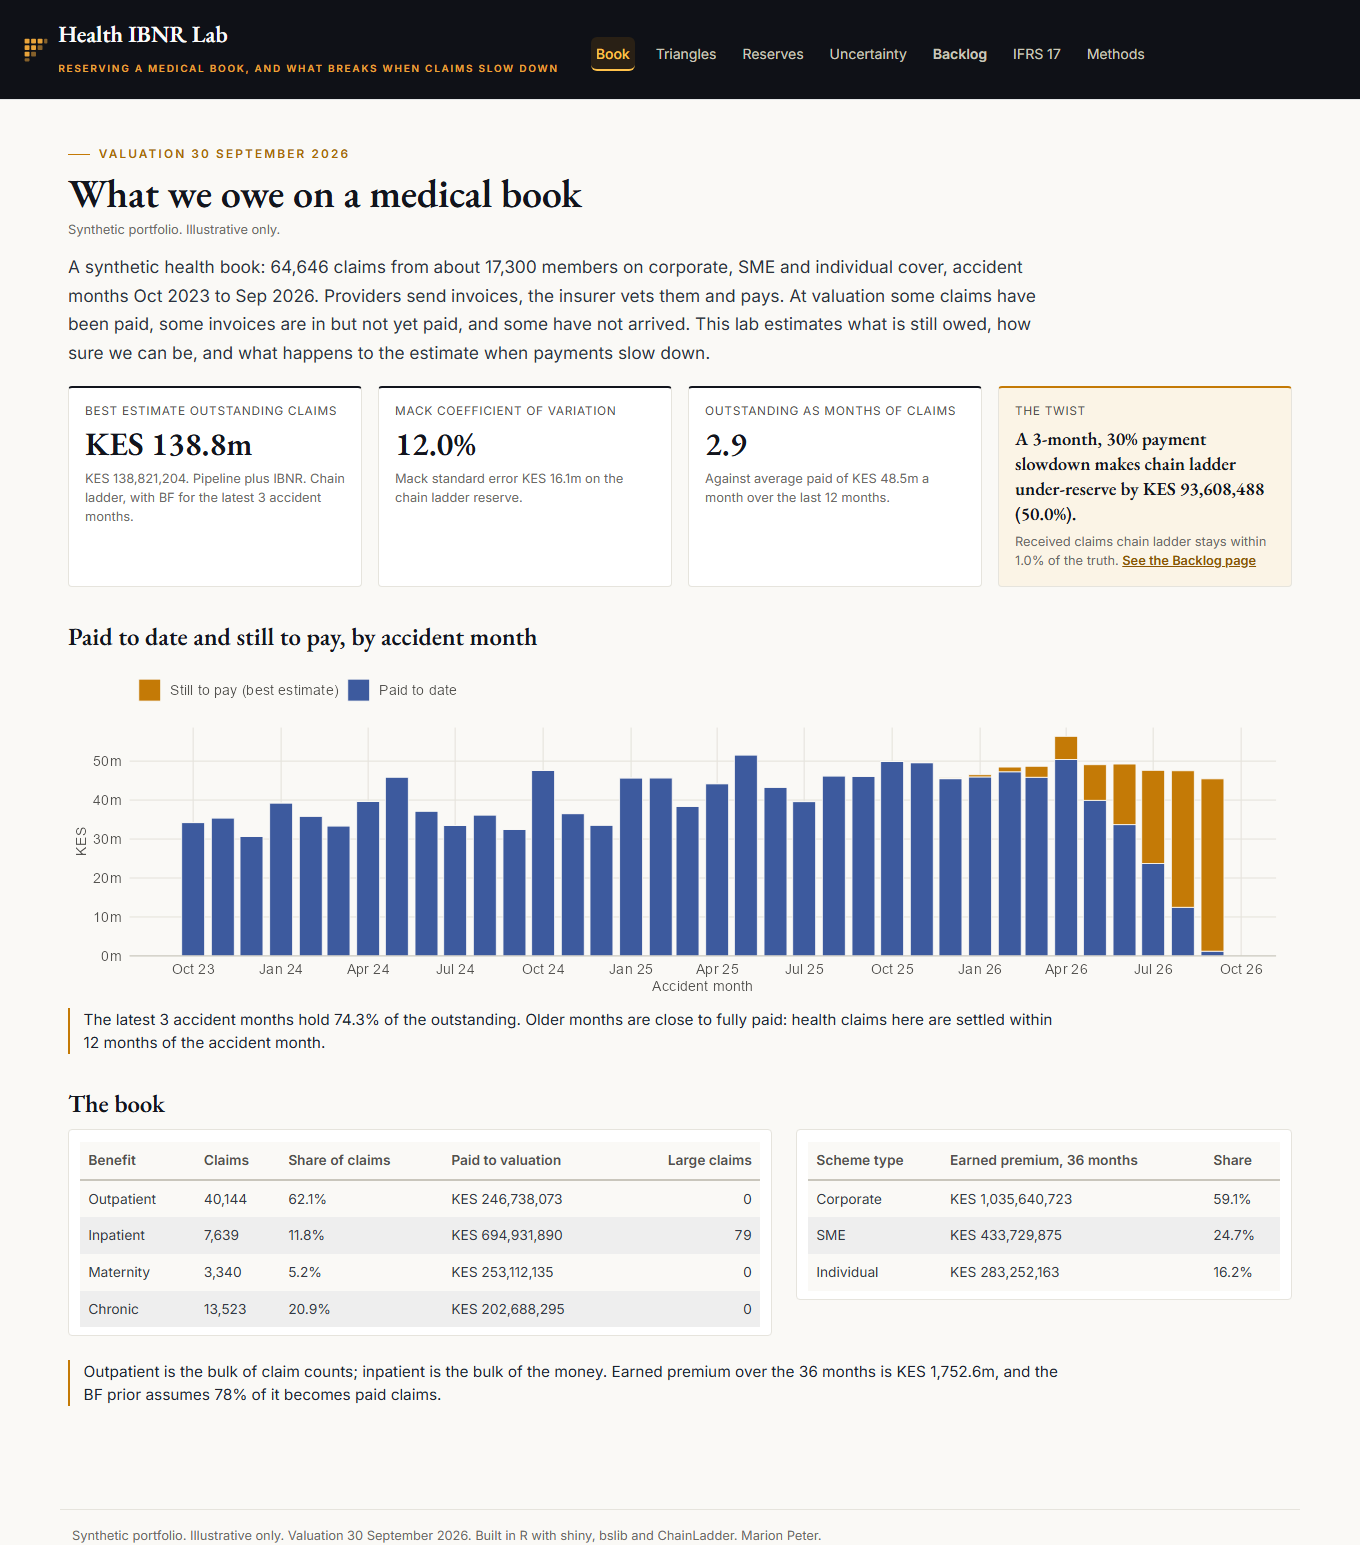 Health IBNR Lab
RESERVING A MEDICAL BOOK, AND WHAT BREAKS WHEN CLAIMS SLOW DOWN
Book Triangles Reserves Uncertainty Backlog IFRS 17 Methods
VALUATION 30 SEPTEMBER 2026
What we owe on a medical book
Synthetic portfolio. Illustrative only.
A synthetic health book: 64,646 claims from about 17,300 members on corporate, SME and individual cover, accident
months Oct 2023 to Sep 2026. Providers send invoices, the insurer vets them and pays. At valuation some claims have
been paid, some invoices are in but not yet paid, and some have not arrived. This lab estimates what is still owed, how
sure we can be, and what happens to the estimate when payments slow down.
BEST ESTIMATE OUTSTANDING CLAIMS
KES 138.8m
KES 138,821,204. Pipeline plus IBNR. Chain
ladder, with BF for the latest 3 accident
months.
MACK COEFFICIENT OF VARIATION
12.0%
Mack standard error KES 16.1m on the
chain ladder reserve.
OUTSTANDING AS MONTHS OF CLAIMS
2.9
Against average paid of KES 48.5m a
month over the last 12 months.
THE TWIST
A 3-month, 30% payment
slowdown makes chain ladder
under-reserve by KES 93,608,488
(50.0%).
Received claims chain ladder stays within
1.0% of the truth. See the Backlog page
Paid to date and still to pay, by accident month
Still to pay (best estimate) Paid to date
50m
40m
30m
20m
10m
0m
KES
Oct 23 Jan 24 Apr 24 Jul 24 Oct 24 Jan 25 Apr 25 Jul 25 Oct 25 Jan 26 Apr 26 Jul 26 Oct 26
Accident month
The latest 3 accident months hold 74.3% of the outstanding. Older months are close to fully paid: health claims here are settled within
12 months of the accident month.
The book
Benefit Claims Share of claims Paid to valuation Large claims
Outpatient 40,144 62.1% KES 246,738,073 0
Inpatient 7,639 11.8% KES 694,931,890 79
Maternity 3,340 5.2% KES 253,112,135 0
Chronic 13,523 20.9% KES 202,688,295 0
Scheme type Earned premium, 36 months Share
Corporate KES 1,035,640,723 59.1%
SME KES 433,729,875 24.7%
Individual KES 283,252,163 16.2%
Outpatient is the bulk of claim counts; inpatient is the bulk of the money. Earned premium over the 36 months is KES 1,752.6m, and the
BF prior assumes 78% of it becomes paid claims.
Synthetic portfolio. Illustrative only. Valuation 30 September 2026. Built in R with shiny, bslib and ChainLadder. Marion Peter.